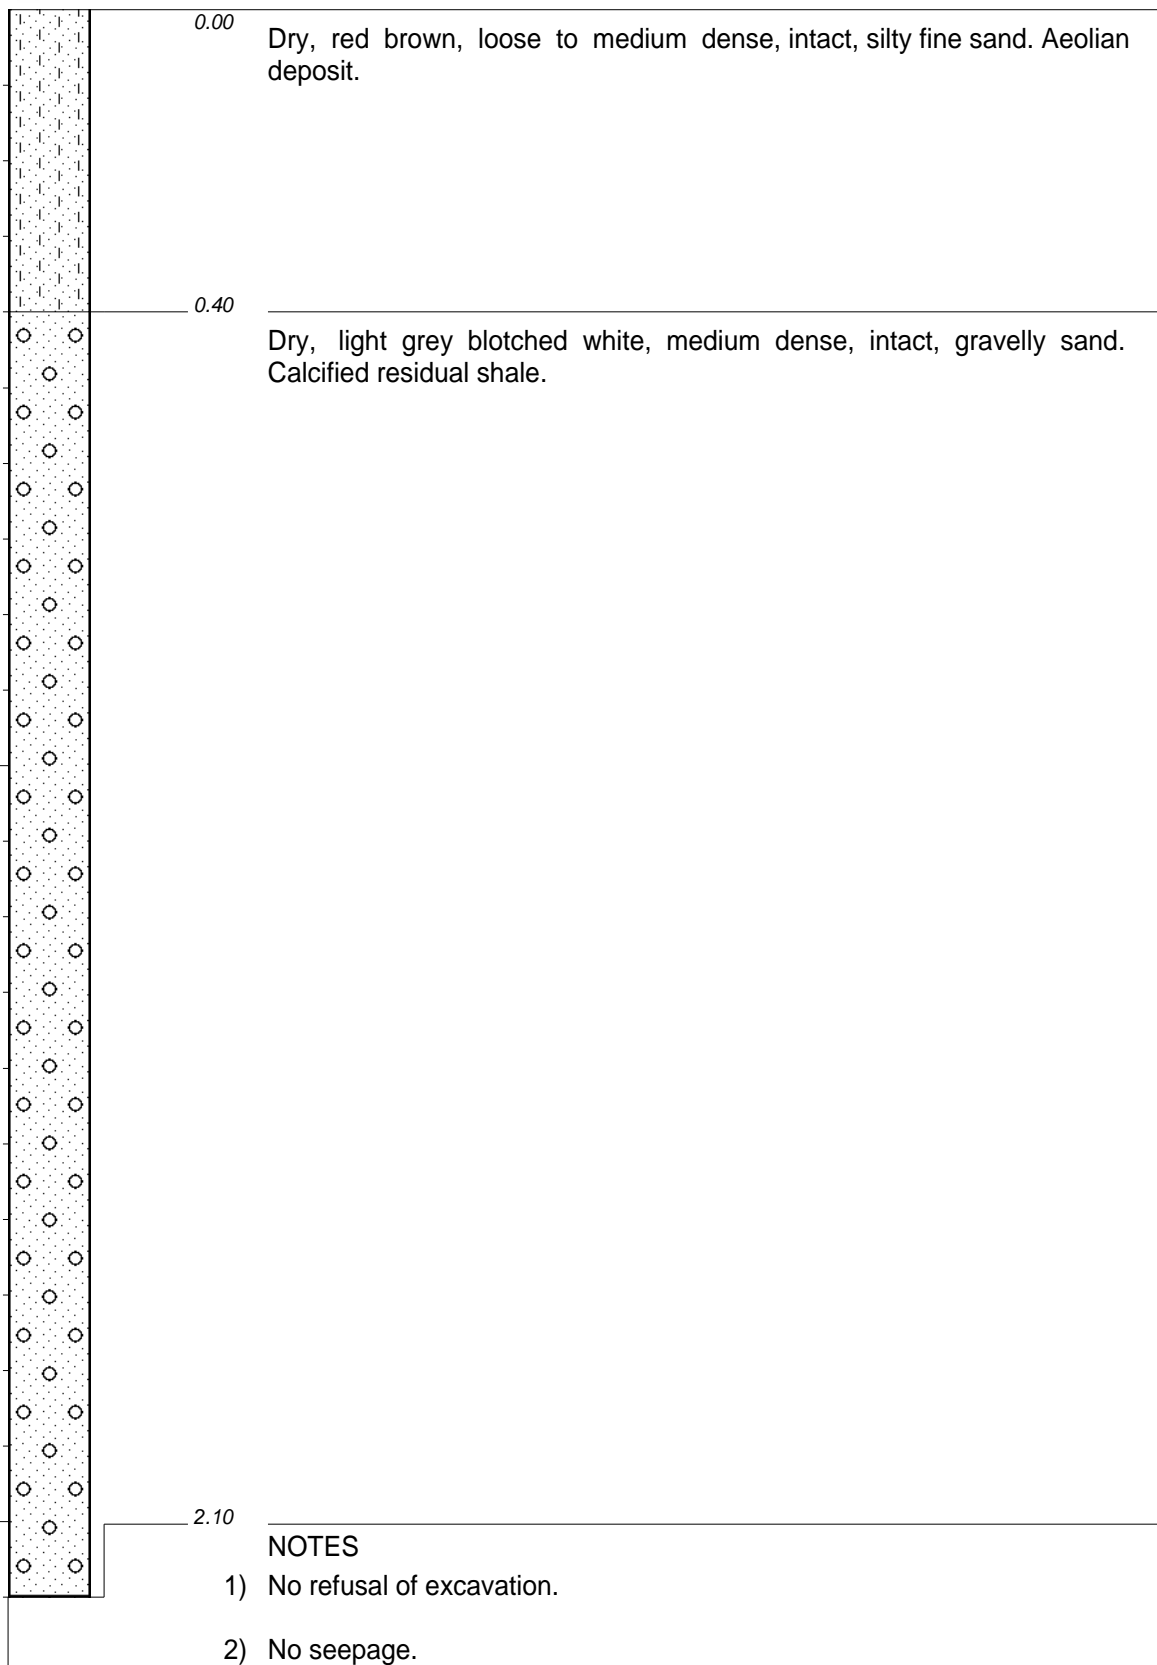 0.00
Dry, red brown, loose to medium dense, intact, silty fine sand. Aeolian
deposit.
0.40
Dry, light grey blotched white, medium dense, intact, gravelly sand.
Calcified residual shale.
2.10
NOTES
1) No refusal of excavation.
2) No seepage.